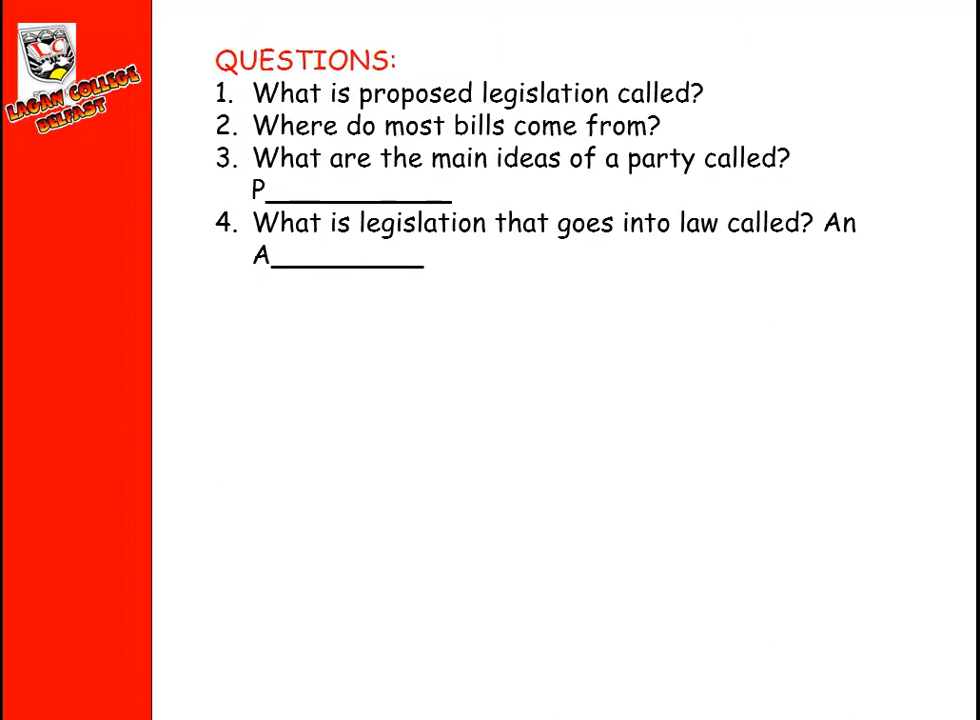 LC
LAGAN COLLEGE
BELFAST
QUESTIONS:
1. What is proposed legislation called?
2. Where do most bills come from?
3. What are the main ideas of a party called?
P____________
4. What is legislation that goes into law called? An
A__________